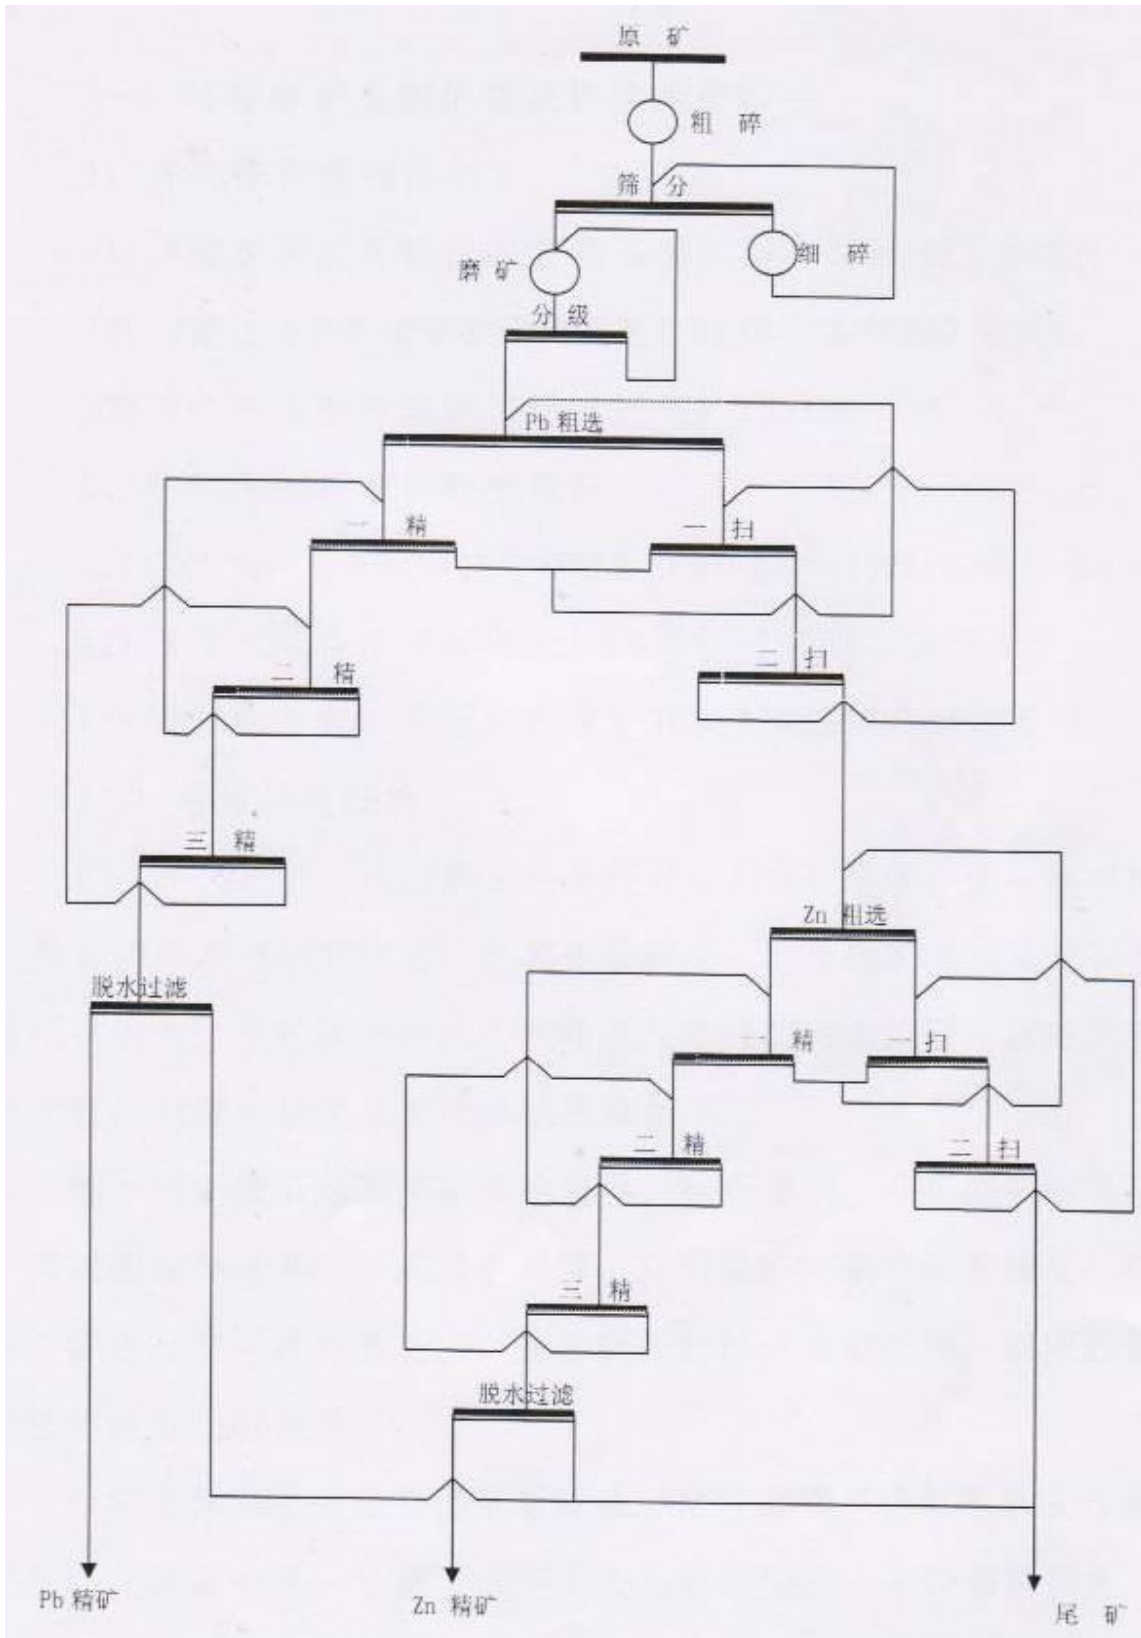 原 矿
粗 碎
筛 分
细 碎
磨 矿
分 级
Pb 粗选
一 精
一 扫
二 扫
二 精
三 精
Zn 粗选
脱水过滤
一 精
一 扫
二 精
二 扫
三 精
脱水过滤
Pb 精矿
Zn 精矿
尾 矿